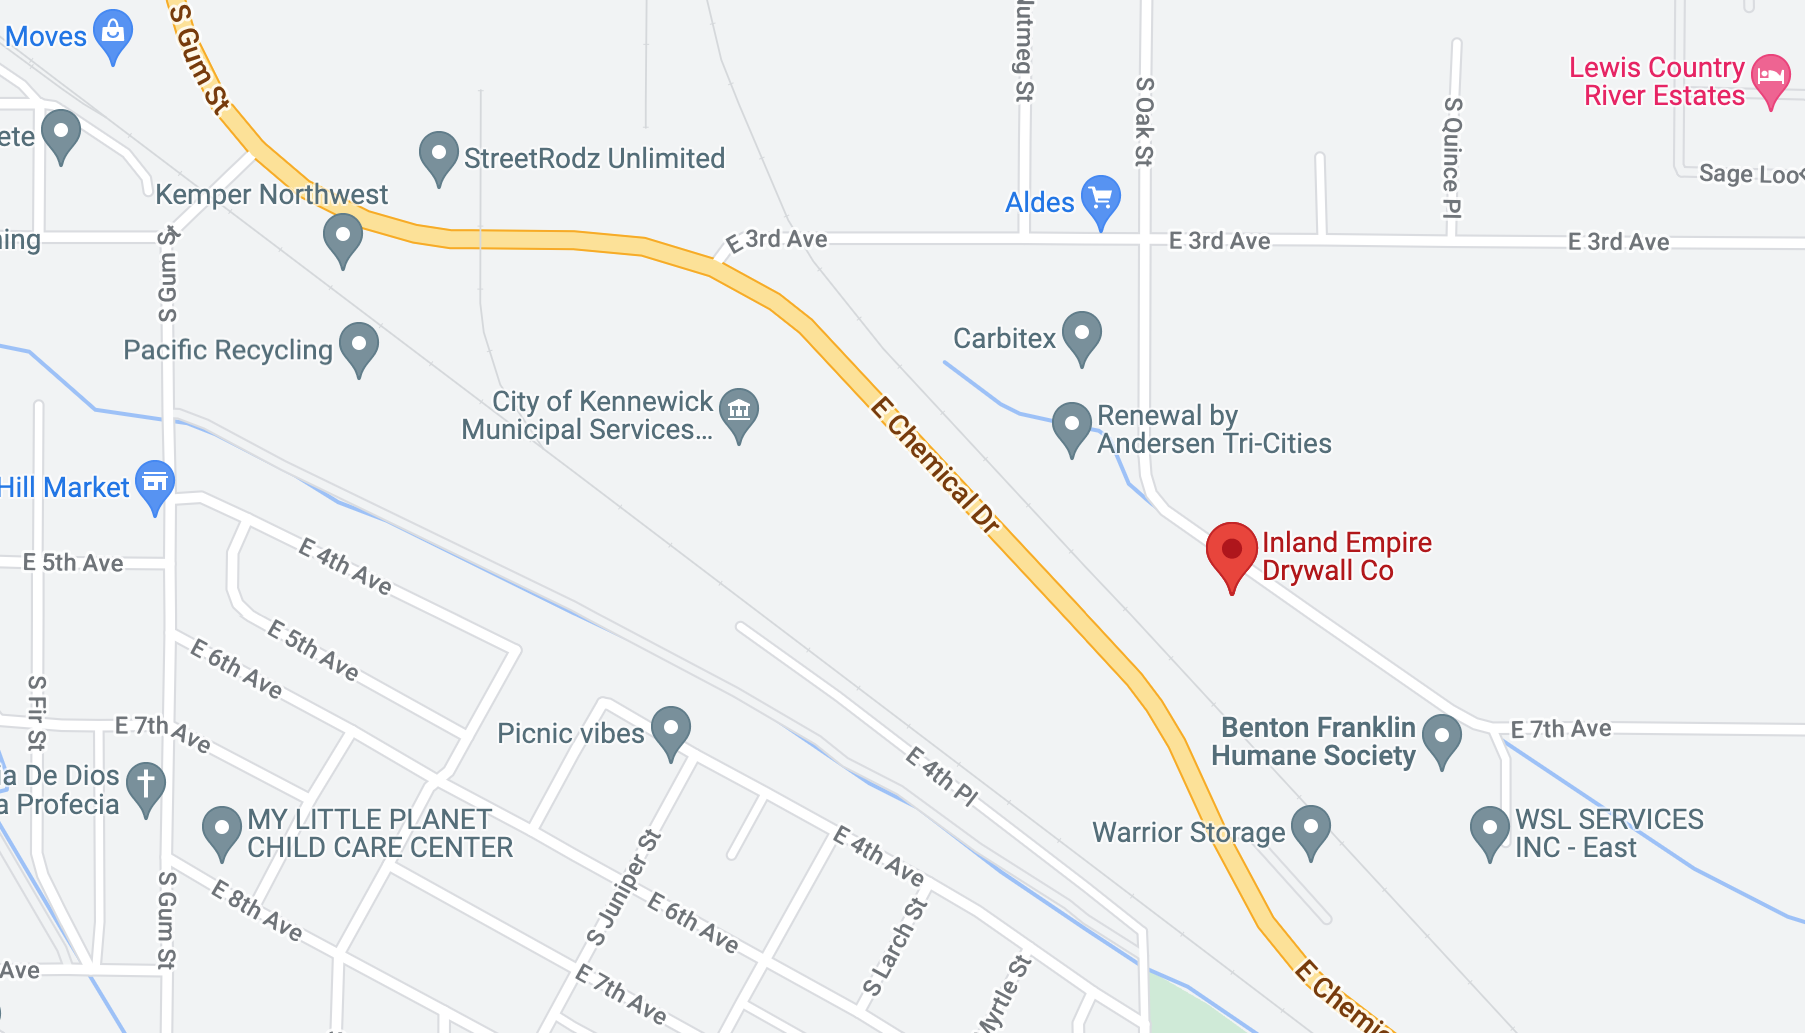 Moves
S Gum St
Nutmeg St
S Oak St
S Quince Pl
Lewis Country
River Estates
ete
StreetRodz Unlimited
Kemper Northwest
Aldes
Sage Loo
ning
S Gum St
E 3rd Ave
E 3rd Ave
E 3rd Ave
Pacific Recycling
Carbitex
City of Kennewick
Municipal Services...
E Chemical Dr
Renewal by
Andersen Tri-Cities
Hill Market
Inland Empire
Drywall Co
E 5th Ave
E 4th Ave
E 5th Ave
E 6th Ave
S Fir St
E 7th Ave
Picnic vibes
E 4th Pl
Benton Franklin
Humane Society
E 7th Ave
ia De Dios
a Profecia
MY LITTLE PLANET
CHILD CARE CENTER
Warrior Storage
WSL SERVICES
INC - East
S Juniper St
E 4th Ave
E 8th Ave
S Gum St
E 6th Ave
S Larch St
Ave
E 7th Ave
Myrtle St
E Chemic